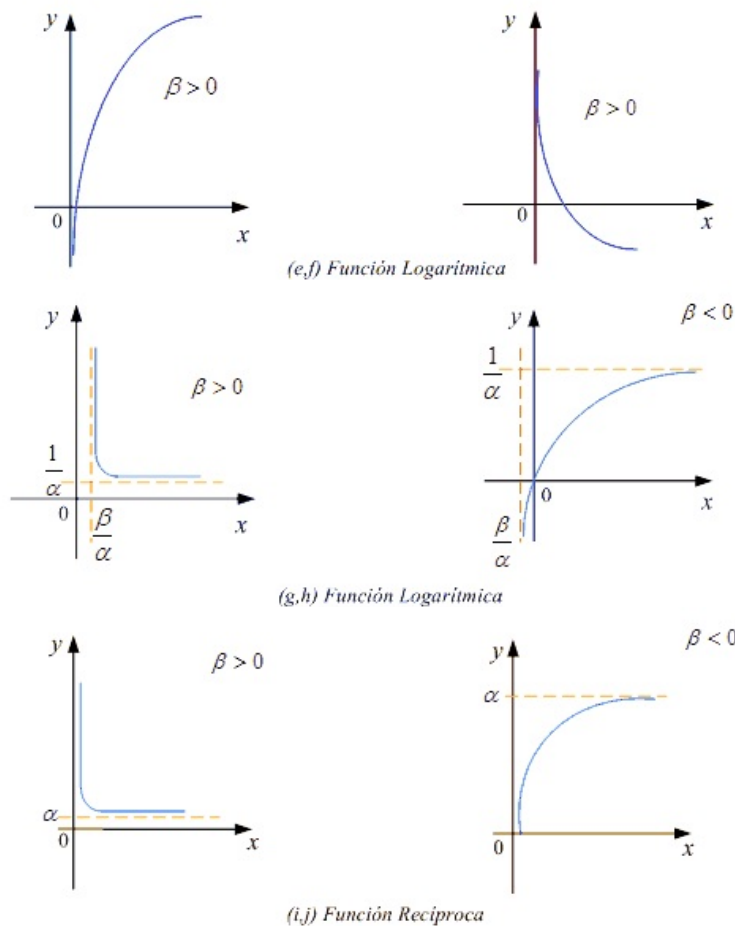 y
β > 0
0
x
y
β > 0
0
x
(e,f) Función Logarítmica
y
β > 0
1/α
0
x
β/α
β < 0
y
1/α
0
x
β/α
(g,h) Función Logarítmica
y
β > 0
α
0
x
β < 0
y
α
0
x
(i,j) Función Recíproca